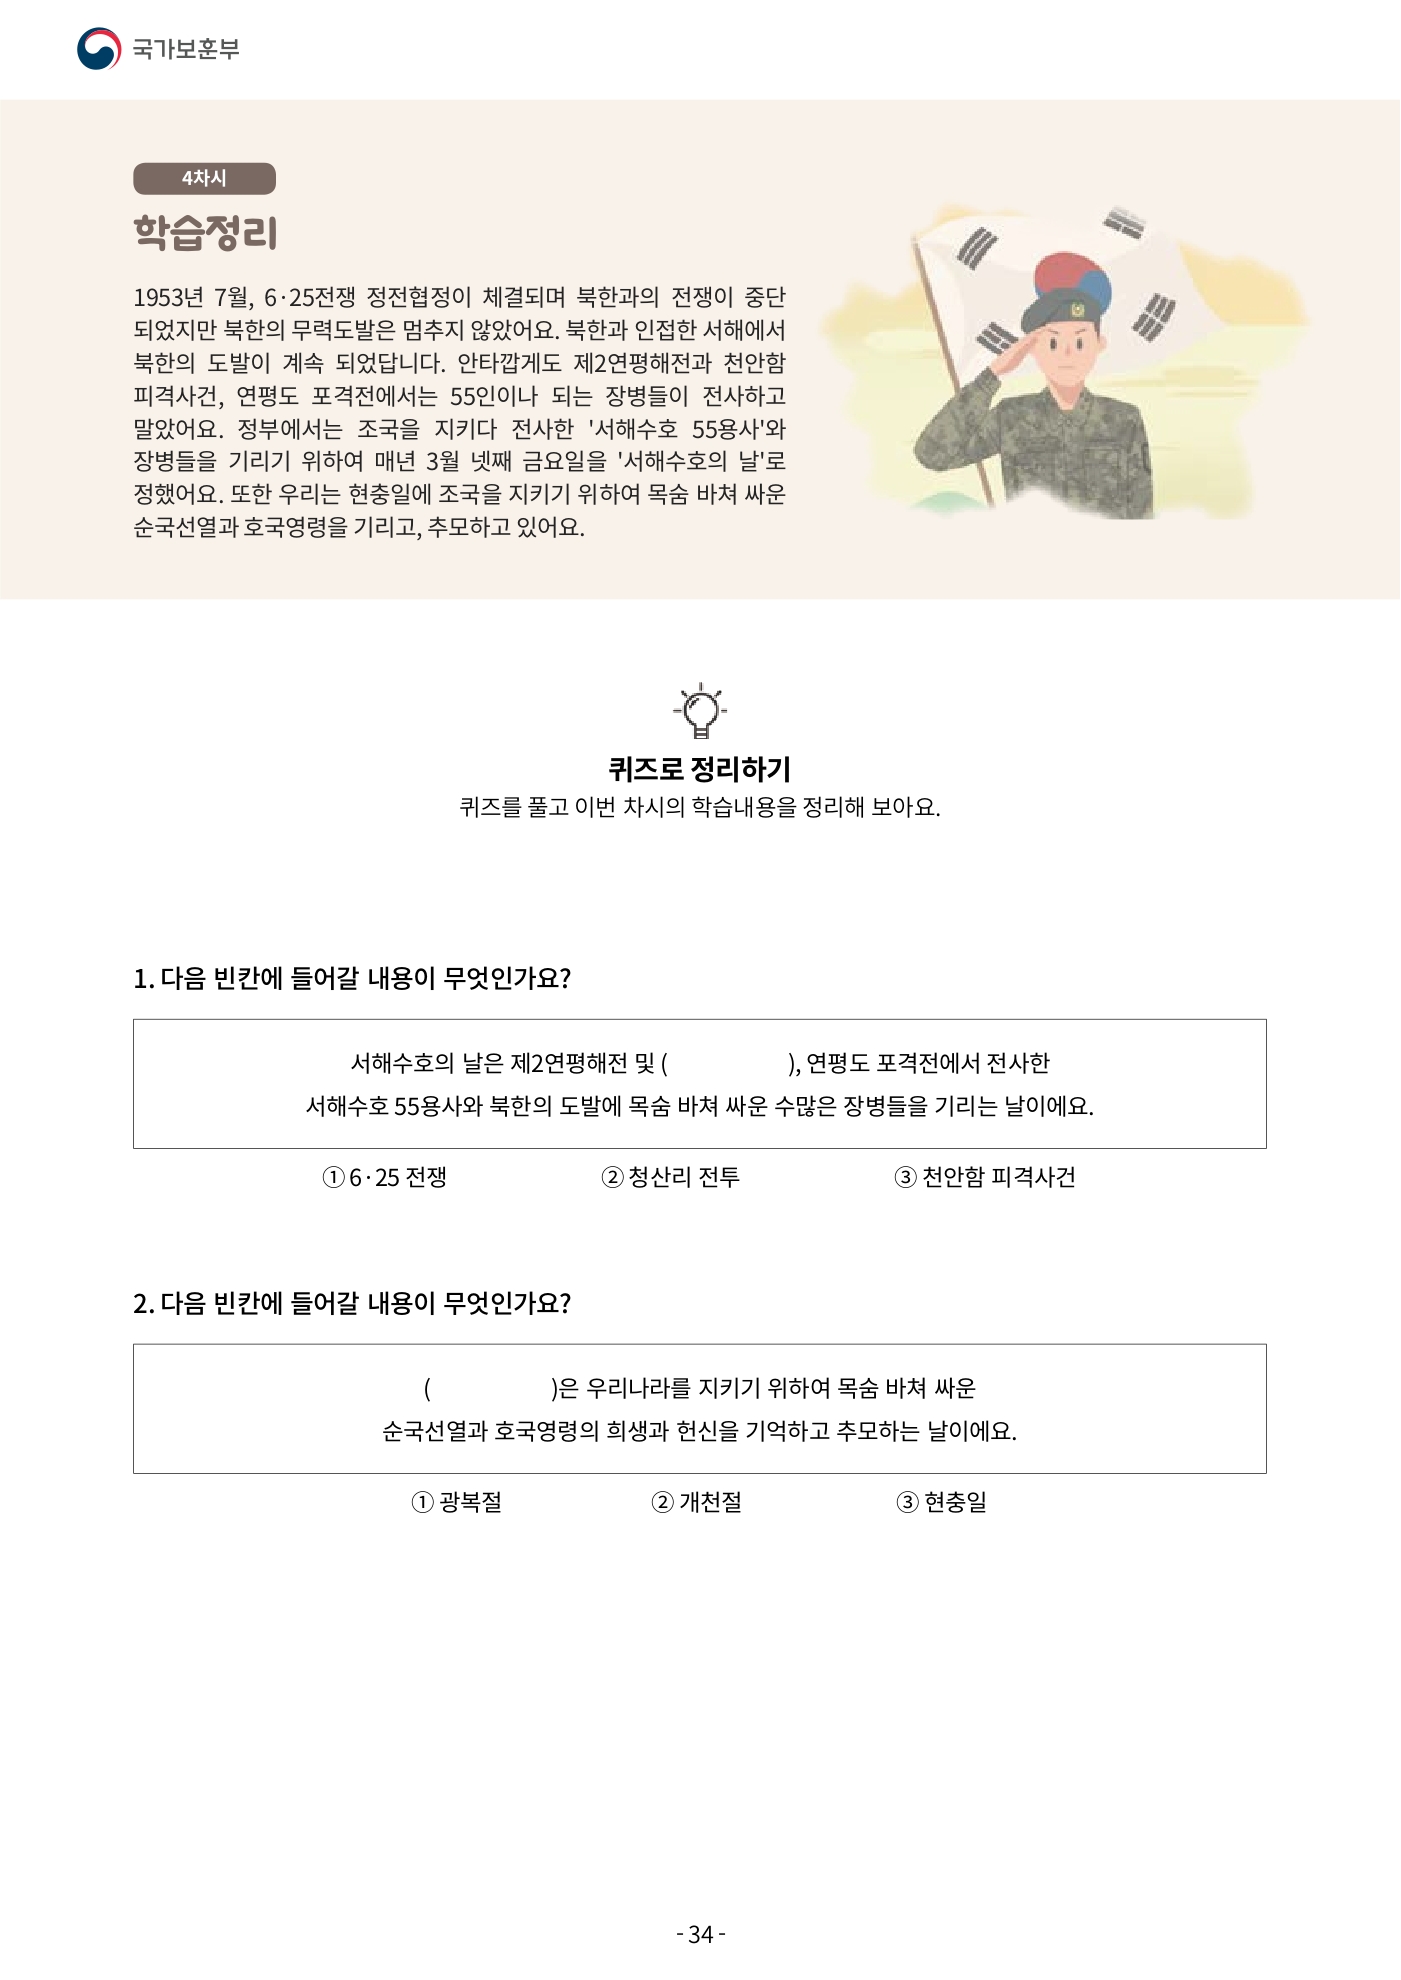 국가보훈부
4차시
학습정리
1953년 7월, 6·25전쟁 정전협정이 체결되며 북한과의 전쟁이 중단
되었지만 북한의 무력도발은 멈추지 않았어요. 북한과 인접한 서해에서
북한의 도발이 계속 되었답니다. 안타깝게도 제2연평해전과 천안함
피격사건, 연평도 포격전에서는 55인이나 되는 장병들이 전사하고
말았어요. 정부에서는 조국을 지키다 전사한 '서해수호 55용사'와
장병들을 기리기 위하여 매년 3월 넷째 금요일을 '서해수호의 날'로
정했어요. 또한 우리는 현충일에 조국을 지키기 위하여 목숨 바쳐 싸운
순국선열과 호국영령을 기리고, 추모하고 있어요.
퀴즈로 정리하기
퀴즈를 풀고 이번 차시의 학습내용을 정리해 보아요.
1. 다음 빈칸에 들어갈 내용이 무엇인가요?
서해수호의 날은 제2연평해전 및 (                    ), 연평도 포격전에서 전사한
서해수호 55용사와 북한의 도발에 목숨 바쳐 싸운 수많은 장병들을 기리는 날이에요.
① 6·25 전쟁 ② 청산리 전투 ③ 천안함 피격사건
2. 다음 빈칸에 들어갈 내용이 무엇인가요?
(                    )은 우리나라를 지키기 위하여 목숨 바쳐 싸운
순국선열과 호국영령의 희생과 헌신을 기억하고 추모하는 날이에요.
① 광복절 ② 개천절 ③ 현충일
- 34 -